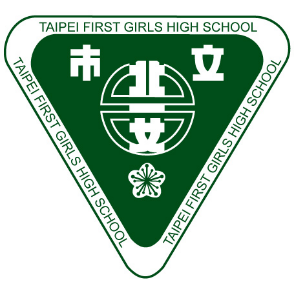 TAIPEI FIRST GIRLS HIGH SCHOOL
市 立
北
一
女
TAIPEI FIRST GIRLS HIGH SCHOOL
TAIPEI FIRST GIRLS HIGH SCHOOL